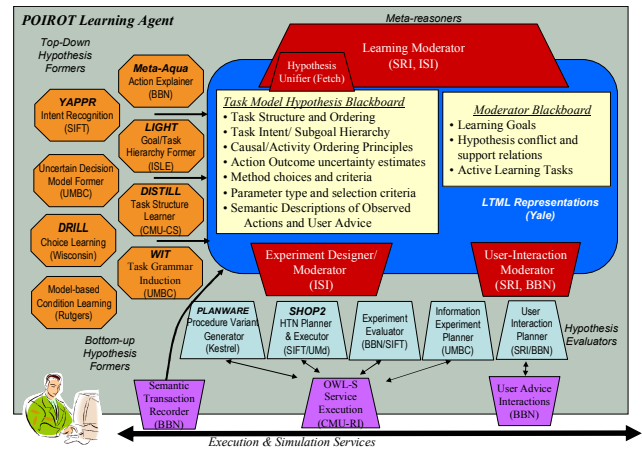 POIROT Learning Agent
Meta-reasoners
Top-Down
Hypothesis
Formers
Learning Moderator
(SRI, ISI)
Hypothesis
Unifier (Fetch)
Meta-Aqua
Action Explainer
(BBN)
YAPPR
Intent Recognition
(SIFT)
LIGHT
Goal/Task
Hierarchy Former
(ISLE)
Uncertain Decision
Model Former
(UMBC)
DISTILL
Task Structure
Learner
(CMU-CS)
DRILL
Choice Learning
(Wisconsin)
WIT
Task Grammar
Induction
(UMBC)
Model-based
Condition Learning
(Rutgers)
Bottom-up
Hypothesis
Formers
Task Model Hypothesis Blackboard
• Task Structure and Ordering
• Task Intent/ Subgoal Hierarchy
• Causal/Activity Ordering Principles
• Action Outcome uncertainty estimates
• Method choices and criteria
• Parameter type and selection criteria
• Semantic Descriptions of Observed
Actions and User Advice
Moderator Blackboard
• Learning Goals
• Hypothesis conflict and
support relations
• Active Learning Tasks
LTML Representations
(Yale)
Experiment Designer/
Moderator
(ISI)
User-Interaction
Moderator
(SRI, BBN)
PLANWARE
Procedure Variant
Generator
(Kestrel)
SHOP2
HTN Planner
& Executor
(SIFT/UMd)
Experiment
Evaluator
(BBN/SIFT)
Information
Experiment
Planner
(UMBC)
User
Interaction
Planner
(SRI/BBN)
Hypothesis
Evaluators
Semantic
Transaction
Recorder
(BBN)
OWL-S
Service
Execution
(CMU-RI)
User Advice
Interactions
(BBN)
Execution & Simulation Services